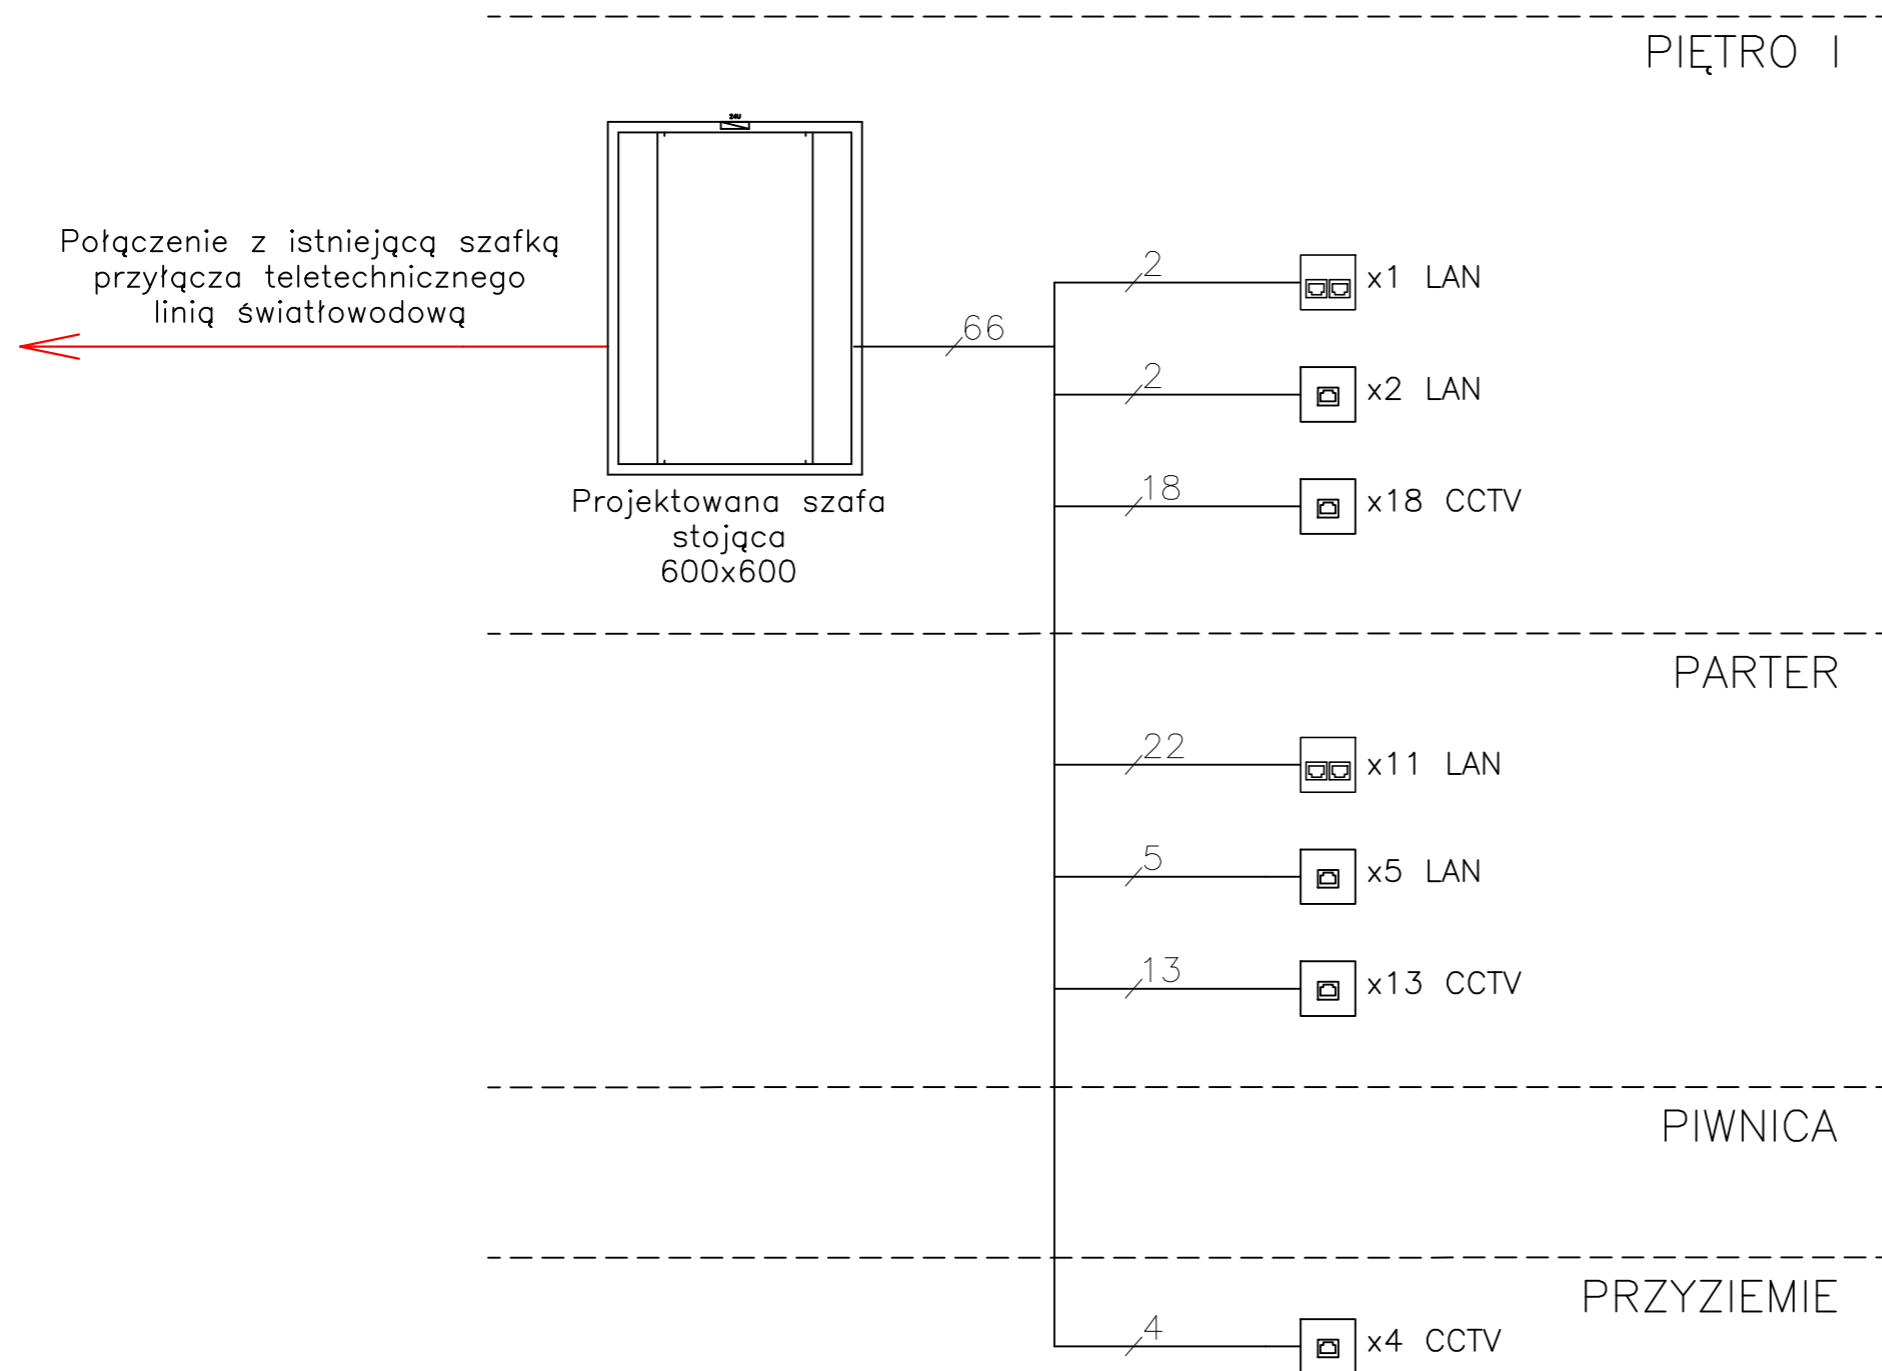 PIĘTRO I
24U
Połączenie z istniejącą szafką
przyłącza teletechnicznego
linią światłowodową
66
Projektowana szafa
stojąca
600x600
2
x1 LAN
2
x2 LAN
18
x18 CCTV
PARTER
22
x11 LAN
5
x5 LAN
13
x13 CCTV
PIWNICA
PRZYZIEMIE
4
x4 CCTV